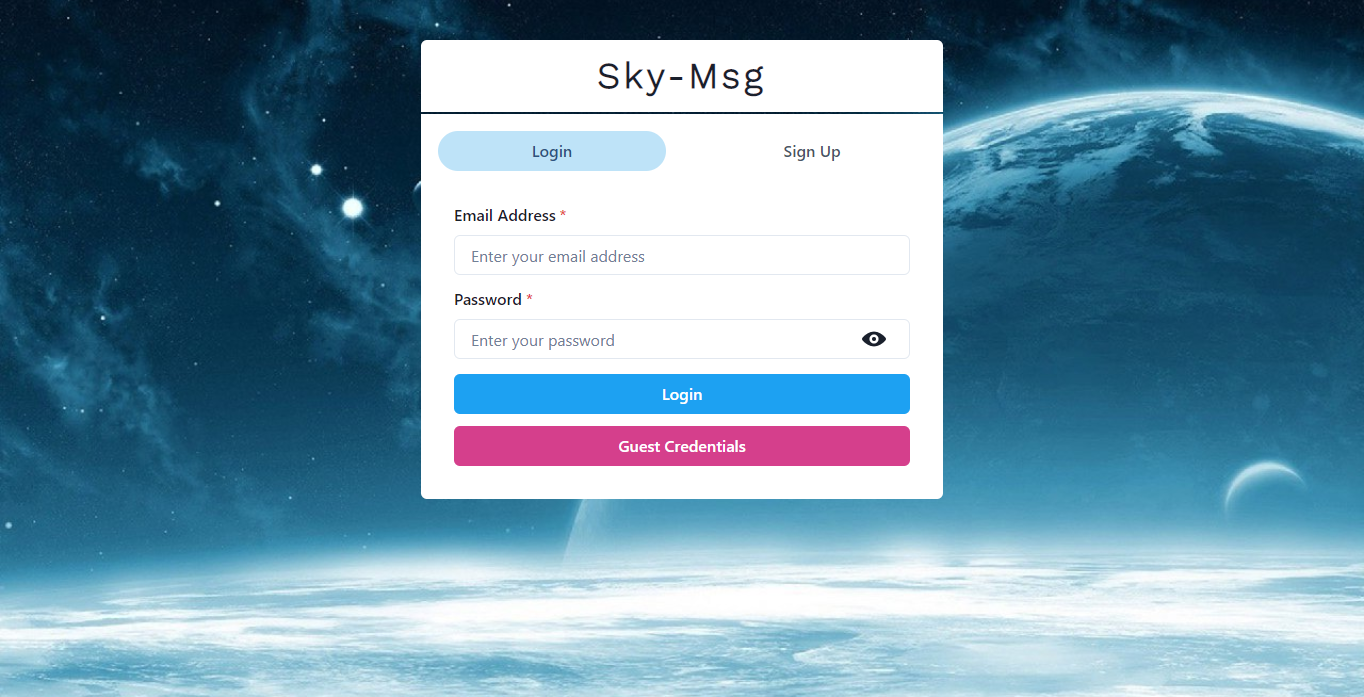 Sky-Msg
Login Sign Up
Email Address *
Enter your email address
Password *
Enter your password
Login
Guest Credentials